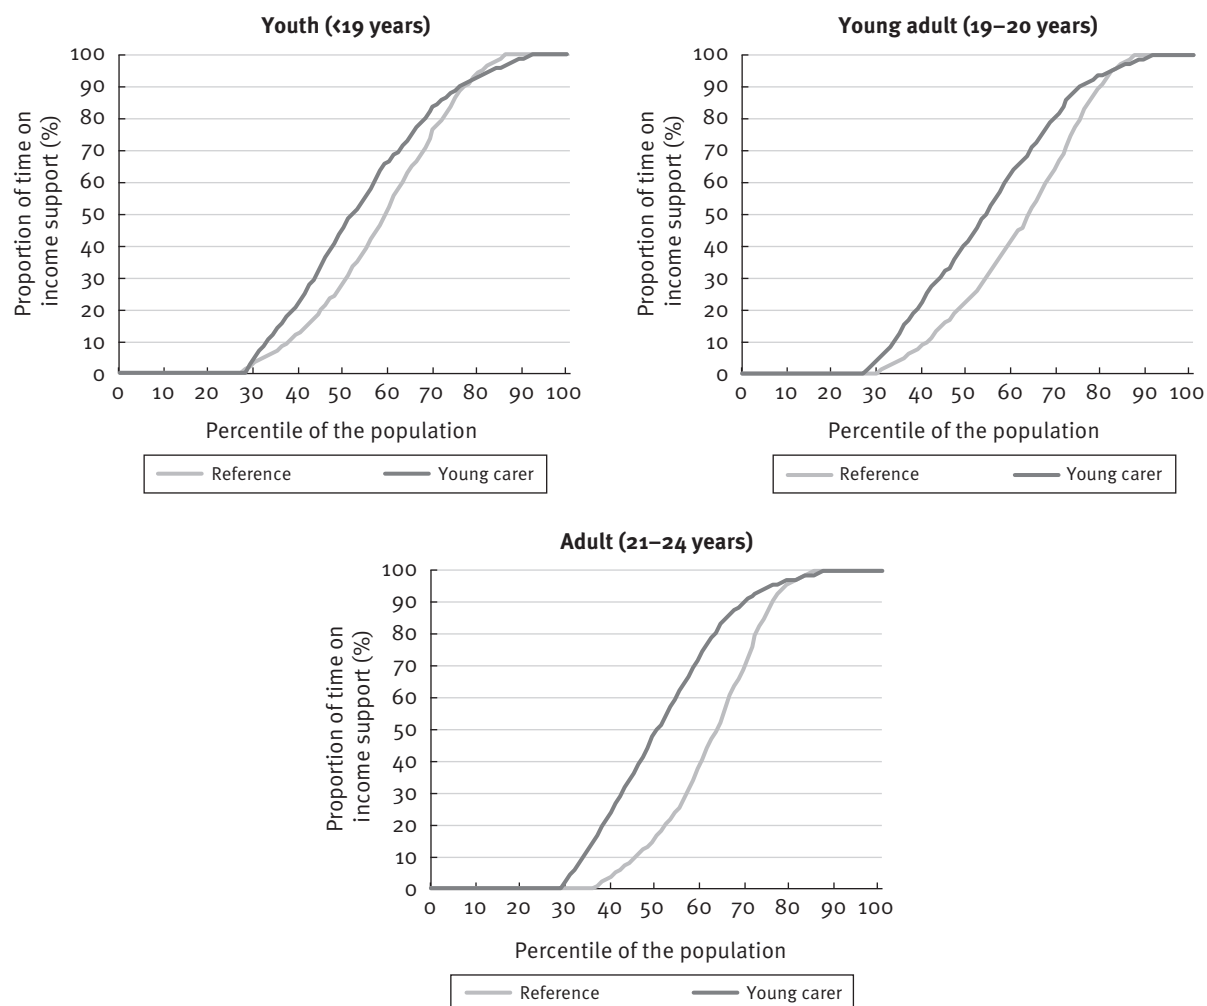 Youth (<19 years)
Proportion of time on
income support (%)
100
90
80
70
60
50
40
30
20
10
0
0 10 20 30 40 50 60 70 80 90 100
Percentile of the population
Reference Young carer
Young adult (19–20 years)
Proportion of time on
income support (%)
100
90
80
70
60
50
40
30
20
10
0
0 10 20 30 40 50 60 70 80 90 100
Percentile of the population
Reference Young carer
Adult (21–24 years)
Proportion of time on
income support (%)
100
90
80
70
60
50
40
30
20
10
0
0 10 20 30 40 50 60 70 80 90 100
Percentile of the population
Reference Young carer